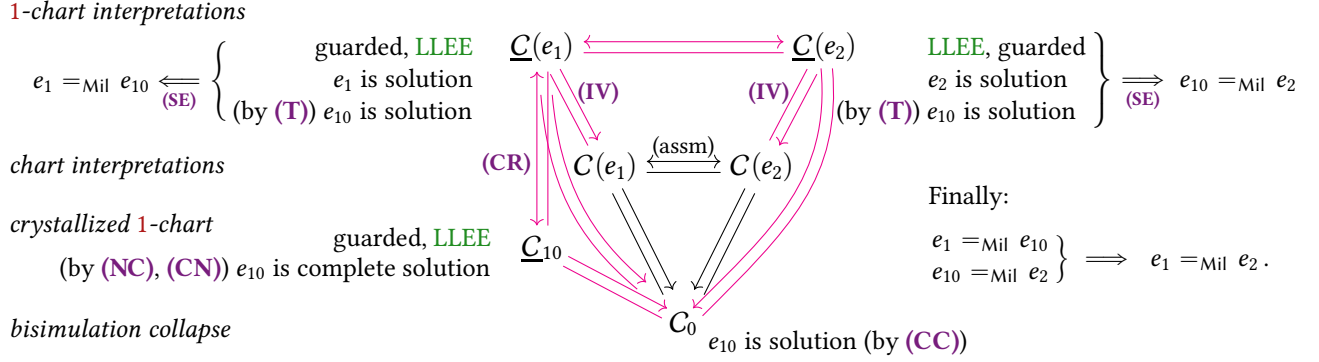 1-chart interpretations
guarded, LLEE
C(e₁)
C(e₂)
LLEE, guarded
e₁ =Mil e₁₀ ⟸ (SE)
e₁ is solution
(by (T)) e₁₀ is solution
(IV)
(IV)
e₂ is solution
(by (T)) e₁₀ is solution
⟹ (SE) e₁₀ =Mil e₂
chart interpretations
(CR)
C(e₁)
(assm)
C(e₂)
Finally:
crystallized 1-chart
guarded, LLEE
(by (NC), (CN)) e₁₀ is complete solution
C₁₀
e₁ =Mil e₁₀
e₁₀ =Mil e₂
⟹ e₁ =Mil e₂ .
bisimulation collapse
C₀
e₁₀ is solution (by (CC))